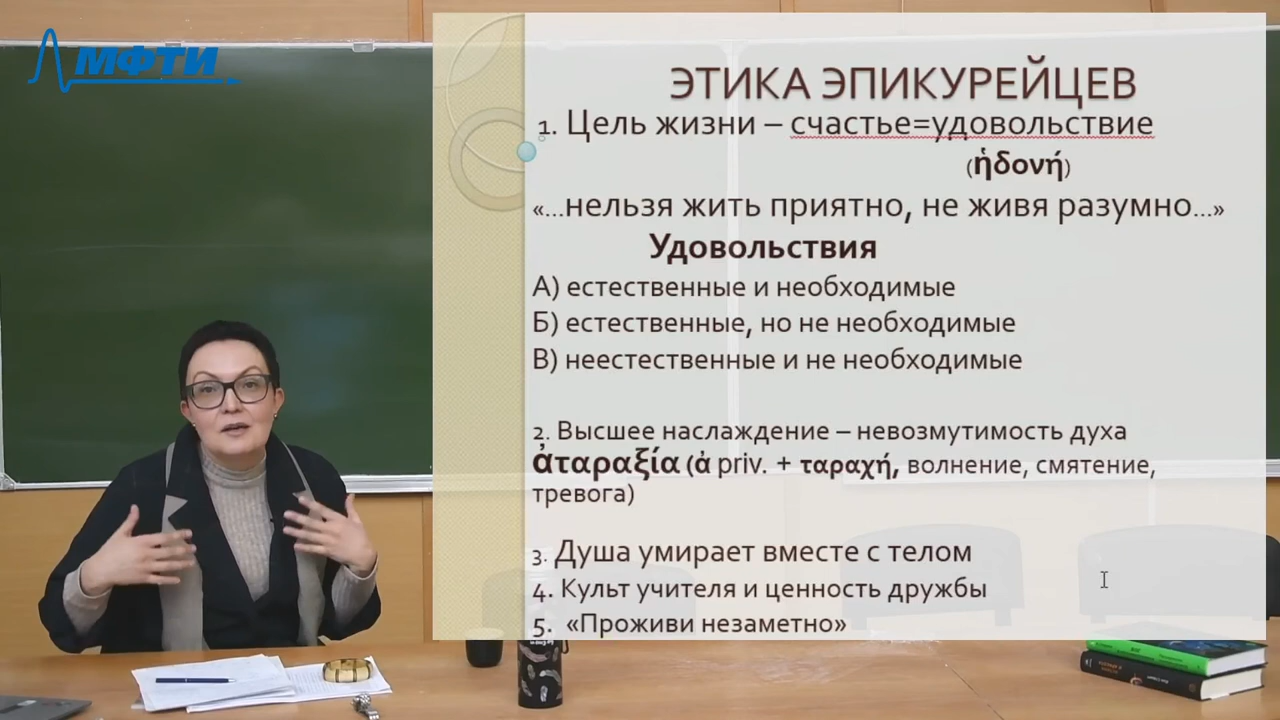 МФТИ
ЭТИКА ЭПИКУРЕЙЦЕВ
1. Цель жизни – счастье=удовольствие
(ἡδονή)
«...нельзя жить приятно, не живя разумно...»
Удовольствия
А) естественные и необходимые
Б) естественные, но не необходимые
В) неестественные и не необходимые
2. Высшее наслаждение – невозмутимость духа
ἀταραξία (ἀ priv. + ταραχή, волнение, смятение,
тревога)
3. Душа умирает вместе с телом
4. Культ учителя и ценность дружбы
5. «Проживи незаметно»